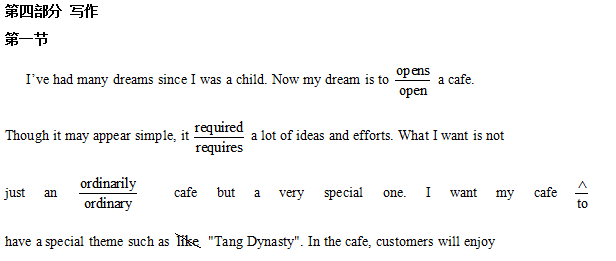 第四部分 写作
第一节
I’ve had many dreams since I was a child. Now my dream is to opens a cafe.
open
Though it may appear simple, it required a lot of ideas and efforts. What I want is not
requires
just an ordinarily cafe but a very special one. I want my cafe ∧
ordinary to
have a special theme such as like "Tang Dynasty". In the cafe, customers will enjoy